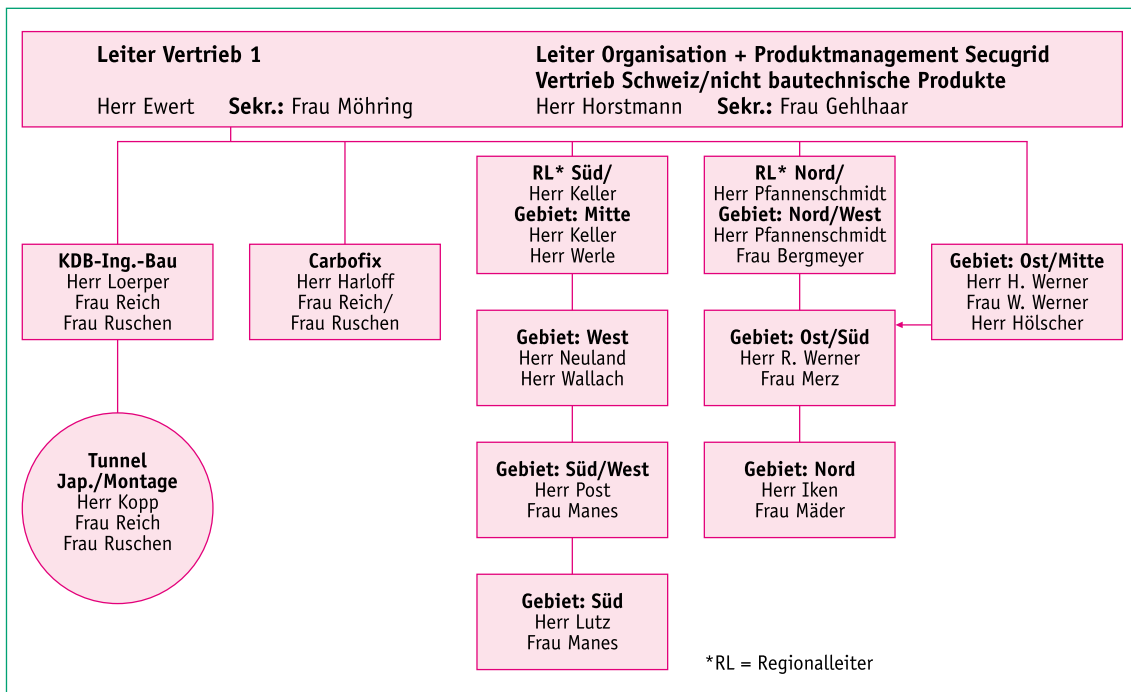 Leiter Vertrieb 1
Herr Ewert Sekr.: Frau Möhring
Leiter Organisation + Produktmanagement Secugrid
Vertrieb Schweiz/nicht bautechnische Produkte
Herr Horstmann Sekr.: Frau Gehlhaar
KDB-Ing.-Bau
Herr Loerper
Frau Reich
Frau Ruschen
Tunnel
Jap./Montage
Herr Kopp
Frau Reich
Frau Ruschen
Carbofix
Herr Harloff
Frau Reich/
Frau Ruschen
RL* Süd/
Herr Keller
Gebiet: Mitte
Herr Keller
Herr Werle
Gebiet: West
Herr Neuland
Herr Wallach
Gebiet: Süd/West
Herr Post
Frau Manes
Gebiet: Süd
Herr Lutz
Frau Manes
RL* Nord/
Herr Pfannenschmidt
Gebiet: Nord/West
Herr Pfannenschmidt
Frau Bergmeyer
Gebiet: Ost/Süd
Herr R. Werner
Frau Merz
Gebiet: Nord
Herr Iken
Frau Mäder
Gebiet: Ost/Mitte
Herr H. Werner
Frau W. Werner
Herr Hölscher
*RL = Regionalleiter